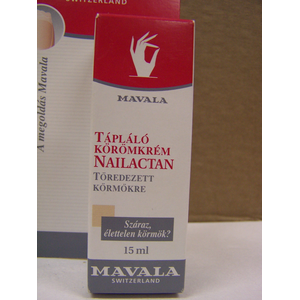 SWITZERLAND
A megoldás Mavala
MAVALA
TÁPLÁLÓ
KÖRÖMKRÉM
NAILACTAN
TÖREDEZETT
KÖRMÖKRE
Száraz,
élettelen körmök?
15 ml
MAVALA
SWITZERLAND